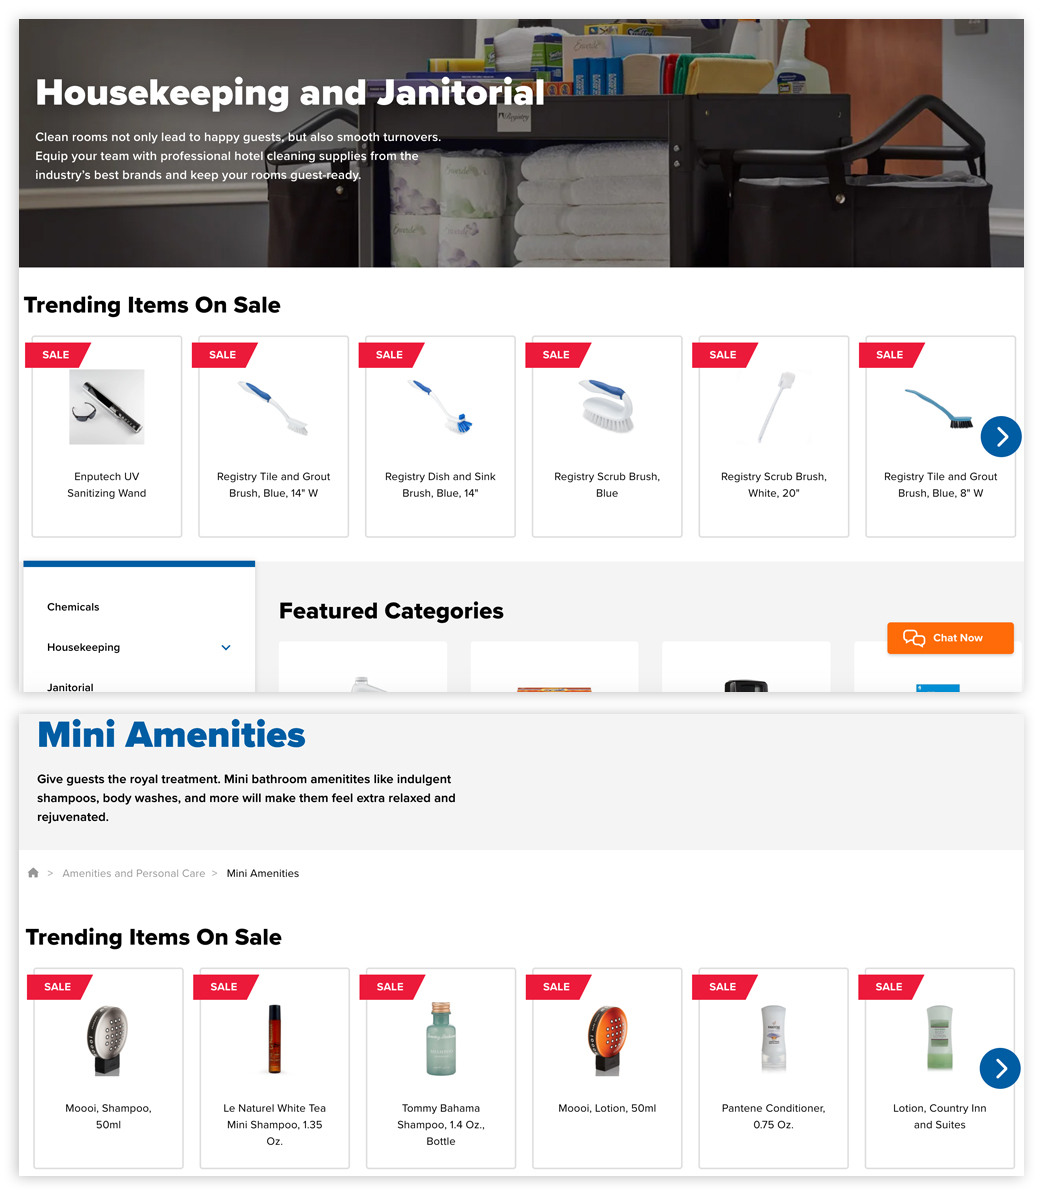 Housekeeping and Janitorial
Clean rooms not only lead to happy guests, but also smooth turnovers.
Equip your team with professional hotel cleaning supplies from the
industry's best brands and keep your rooms guest-ready.
Registry
Trending Items On Sale
SALE
SALE
SALE
SALE
SALE
SALE
Enputech UV
Sanitizing Wand
Registry Tile and Grout
Brush, Blue, 14" W
Registry Dish and Sink
Brush, Blue, 14"
Registry Scrub Brush,
Blue
Registry Scrub Brush,
White, 20"
Registry Tile and Grout
Brush, Blue, 8" W
Chemicals
Housekeeping
Janitorial
Featured Categories
Chat Now
Mini Amenities
Give guests the royal treatment. Mini bathroom amenitites like indulgent
shampoos, body washes, and more will make them feel extra relaxed and
rejuvenated.
> Amenities and Personal Care > Mini Amenities
Trending Items On Sale
SALE
SALE
SALE
SALE
SALE
SALE
Moooi, Shampoo,
50ml
Le Naturel White Tea
Mini Shampoo, 1.35
Oz.
Tommy Bahama
Shampoo, 1.4 Oz.,
Bottle
Moooi, Lotion, 50ml
Pantene Conditioner,
0.75 Oz.
Lotion, Country Inn
and Suites